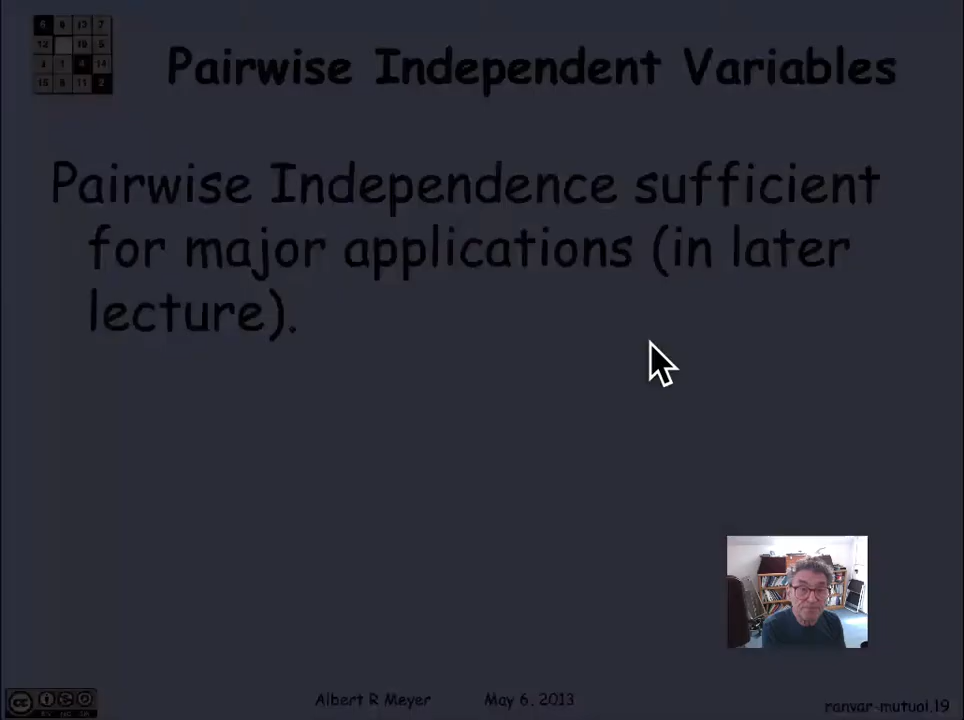 Pairwise Independent Variables
Pairwise Independence sufficient
for major applications (in later
lecture).
Albert R Meyer
May 6, 2013
ranvar-mutual.19